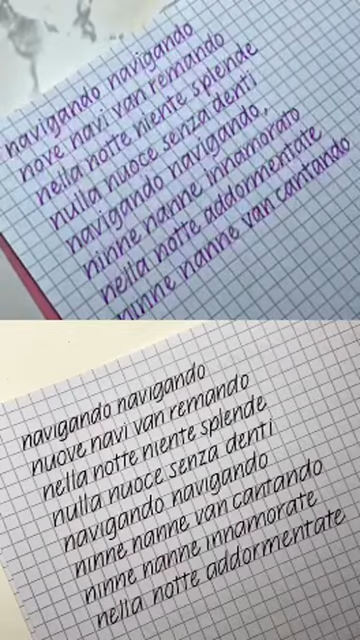 navigando navigando
nove navi van remando
nella notte niente splende
nulla nuoce senza denti
navigando navigando,
ninne nanne innamorato
nella notte addormentate
ninne nanne van cantando
navigando navigando
nuove navi van remando
nella notte niente splende
nulla nuoce senza denti
navigando navigando
ninne nanne van cantando
ninne nanne innamorate
nella notte addormentate